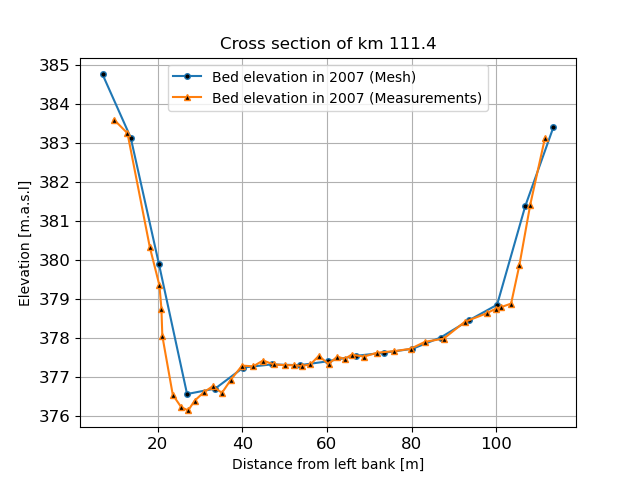 Cross section of km 111.4
Bed elevation in 2007 (Mesh)
Bed elevation in 2007 (Measurements)
Elevation [m.a.s.l]
385
384
383
382
381
380
379
378
377
376
20 40 60 80 100
Distance from left bank [m]